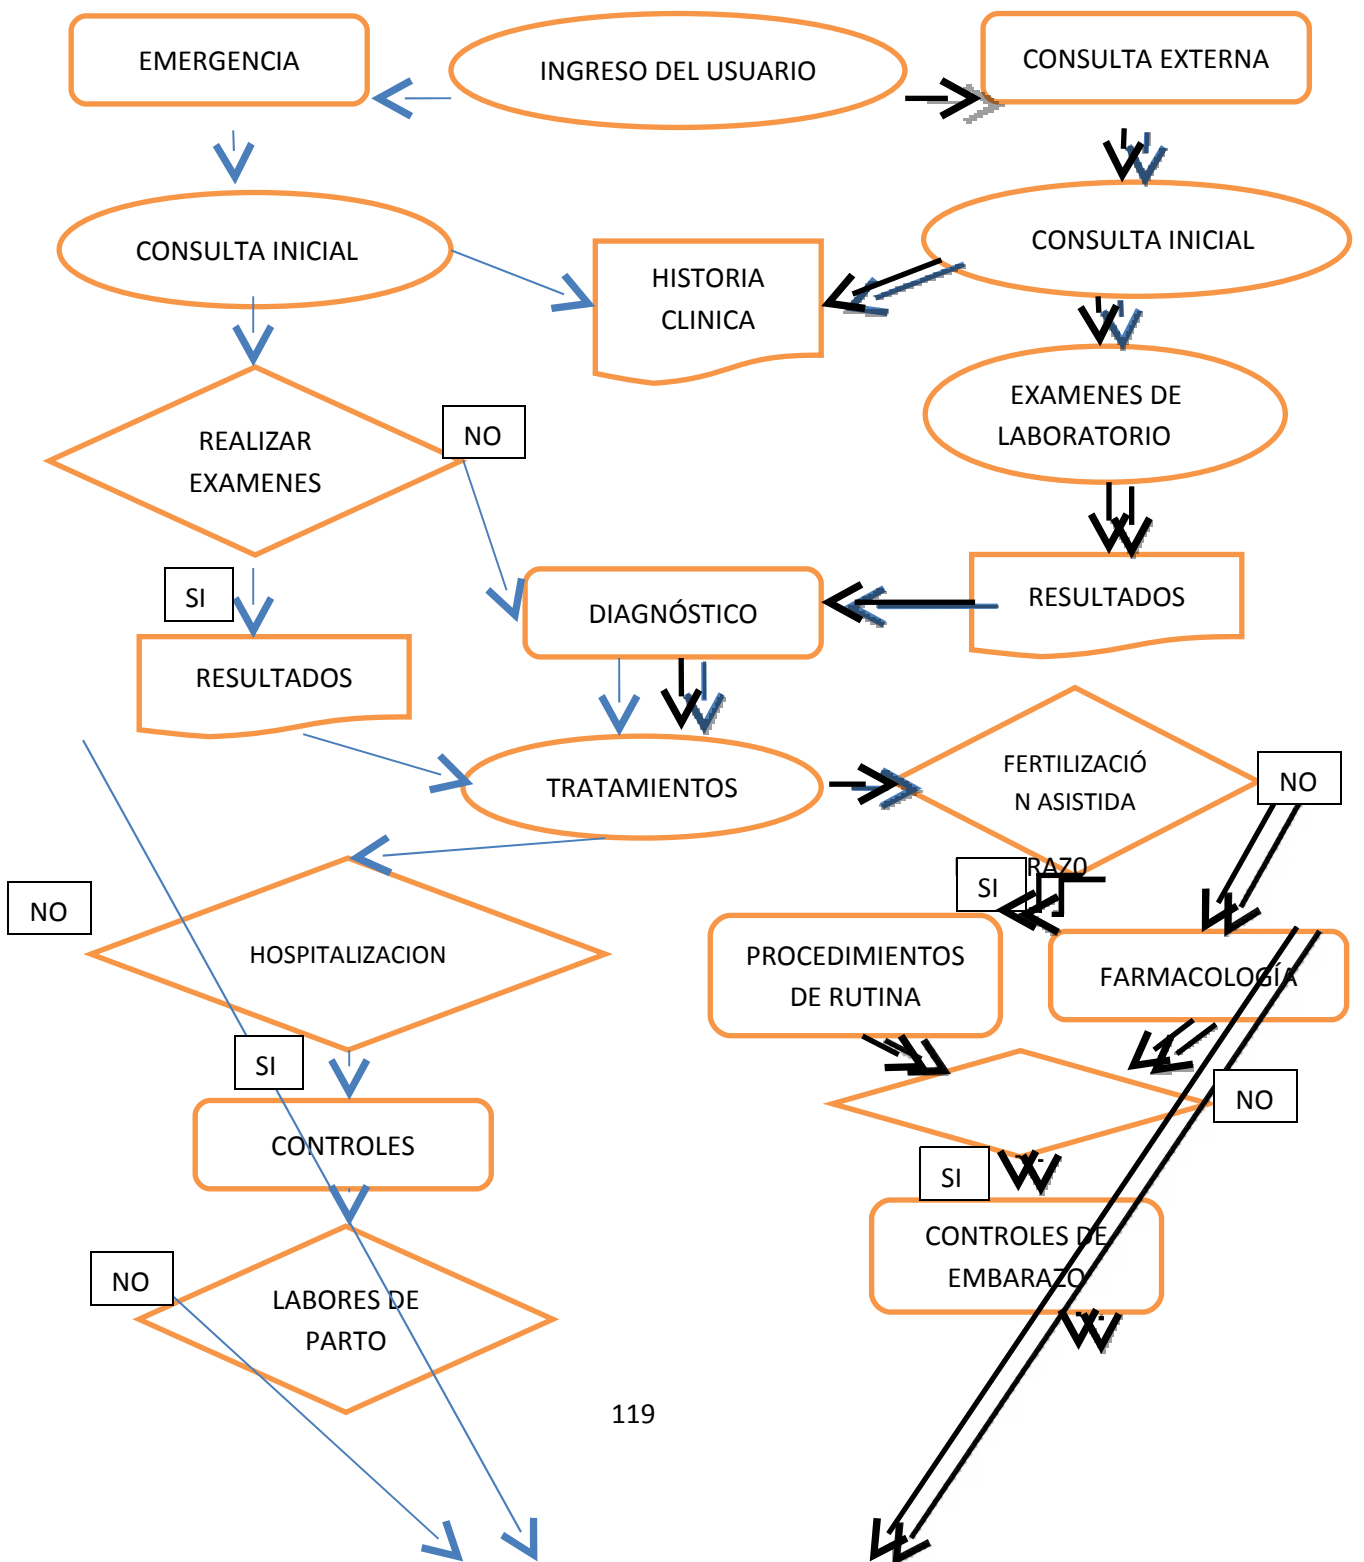 EMERGENCIA
INGRESO DEL USUARIO
CONSULTA EXTERNA
CONSULTA INICIAL
HISTORIA
CLINICA
CONSULTA INICIAL
REALIZAR
EXAMENES
NO
EXAMENES DE
LABORATORIO
SI
DIAGNÓSTICO
RESULTADOS
RESULTADOS
TRATAMIENTOS
FERTILIZACIÓ
N ASISTIDA
NO
RAZO
SI
NO
HOSPITALIZACION
PROCEDIMIENTOS
DE RUTINA
FARMACOLOGÍA
SI
NO
CONTROLES
SI
CONTROLES DE
EMBARAZO
NO
LABORES DE
PARTO
119